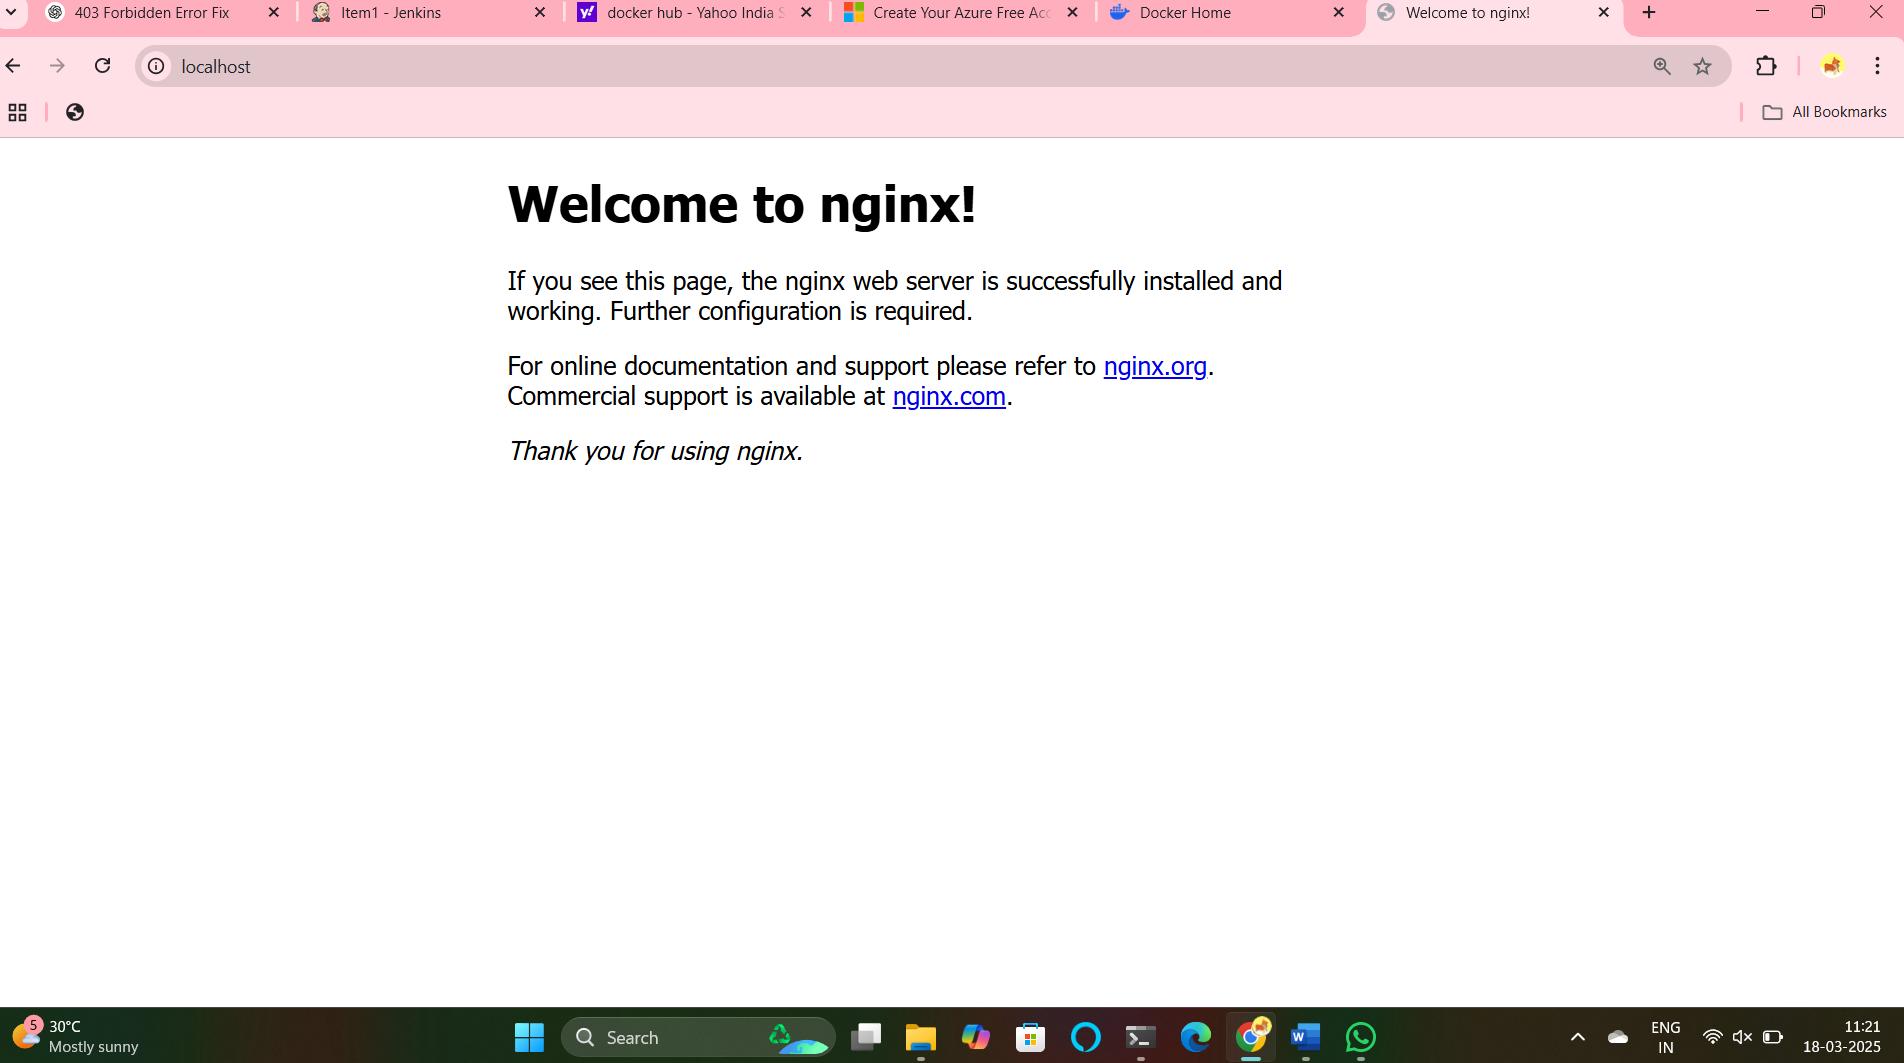 403 Forbidden Error Fix
Item1 - Jenkins
docker hub - Yahoo India S
Create Your Azure Free Acc
Docker Home
Welcome to nginx!
localhost
All Bookmarks
Welcome to nginx!
If you see this page, the nginx web server is successfully installed and
working. Further configuration is required.
For online documentation and support please refer to nginx.org.
Commercial support is available at nginx.com.
Thank you for using nginx.
5
30°C
Mostly sunny
Search
ENG
IN
11:21
18-03-2025